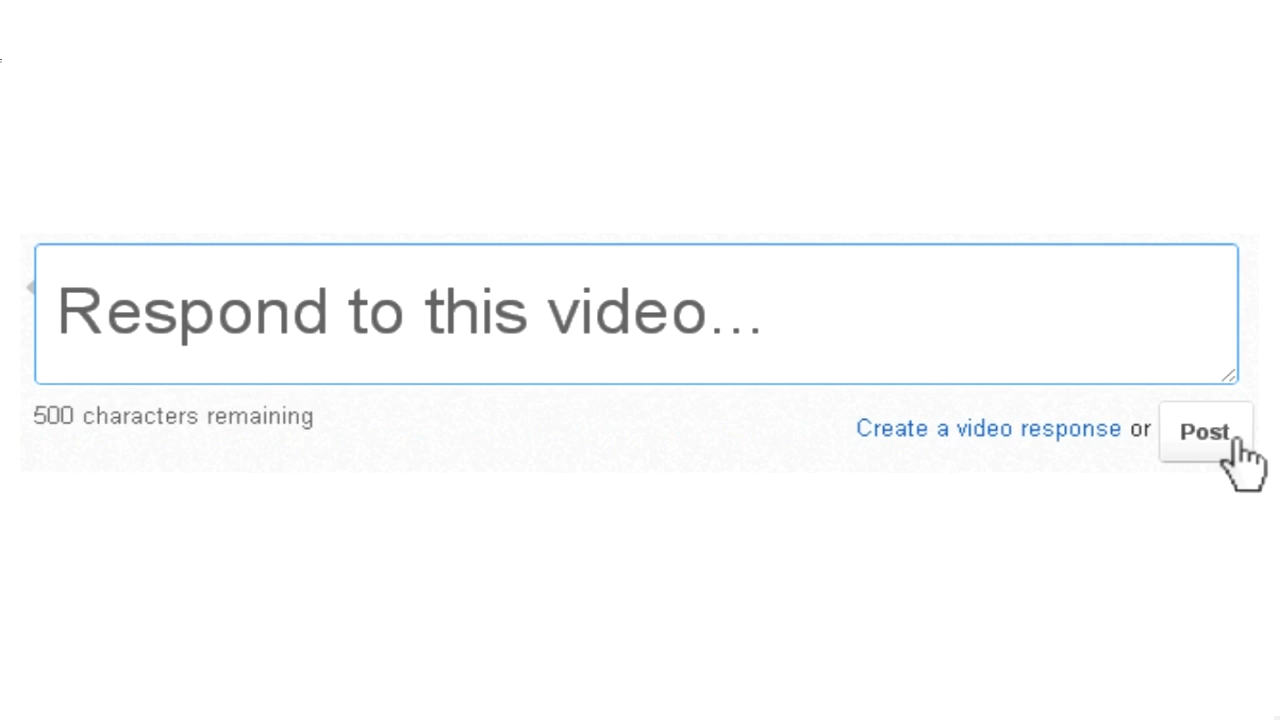 Respond to this video...
500 characters remaining
Create a video response or Post